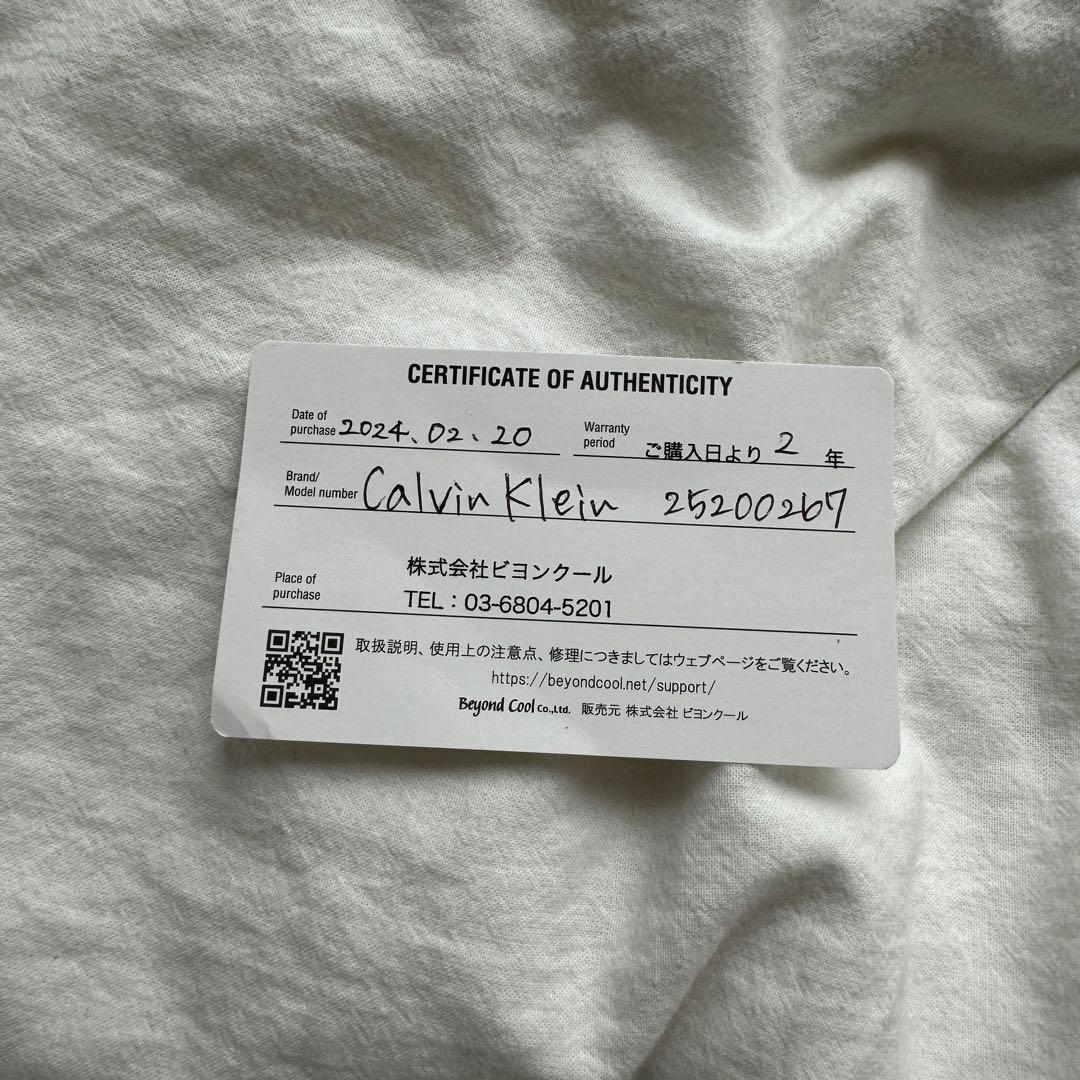 CERTIFICATE OF AUTHENTICITY
Date of purchase 2024.02.20 Warranty period ご購入日より 2 年
Brand/ Model number Calvin Klein 25200267
株式会社ビヨンクール
Place of purchase TEL：03-6804-5201
取扱説明、使用上の注意点、修理につきましてはウェブページをご覧ください。
https://beyondcool.net/support/
Beyond Cool Co.,Ltd. 販売元 株式会社 ビヨンクール